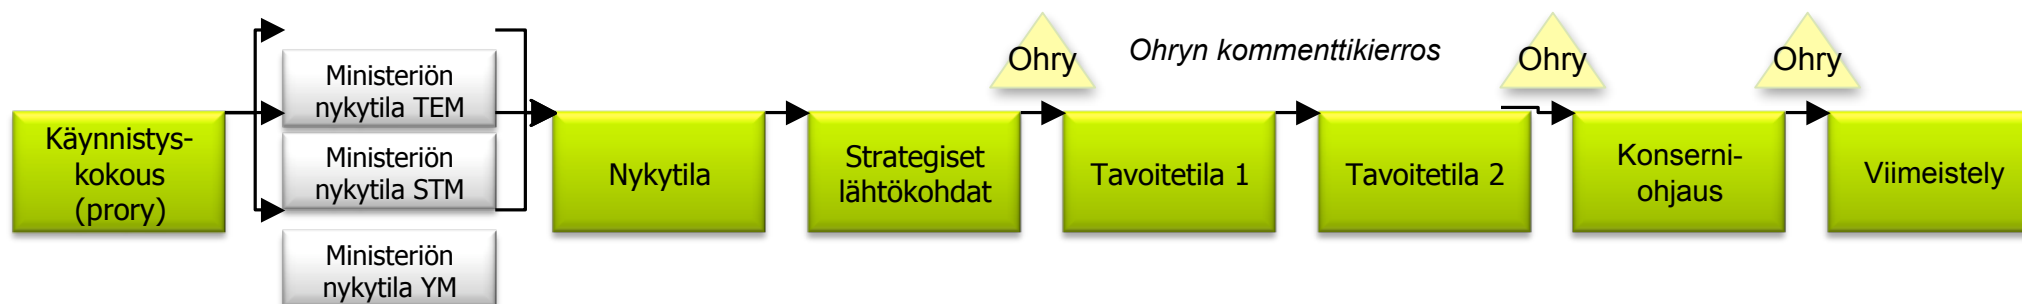 Ohry
Ohryn kommenttikierros
Ohry
Ohry
Käynnistys-
kokous
(prory)
Ministeriön
nykytila TEM
Ministeriön
nykytila STM
Ministeriön
nykytila YM
Nykytila
Strategiset
lähtökohdat
Tavoitetila 1
Tavoitetila 2
Konserni-
ohjaus
Viimeistely